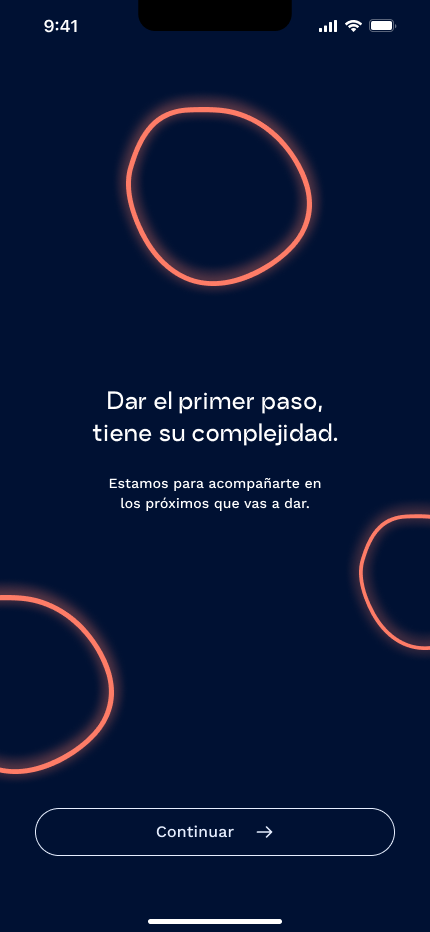 9:41
Dar el primer paso,
tiene su complejidad.
Estamos para acompañarte en
los próximos que vas a dar.
Continuar →